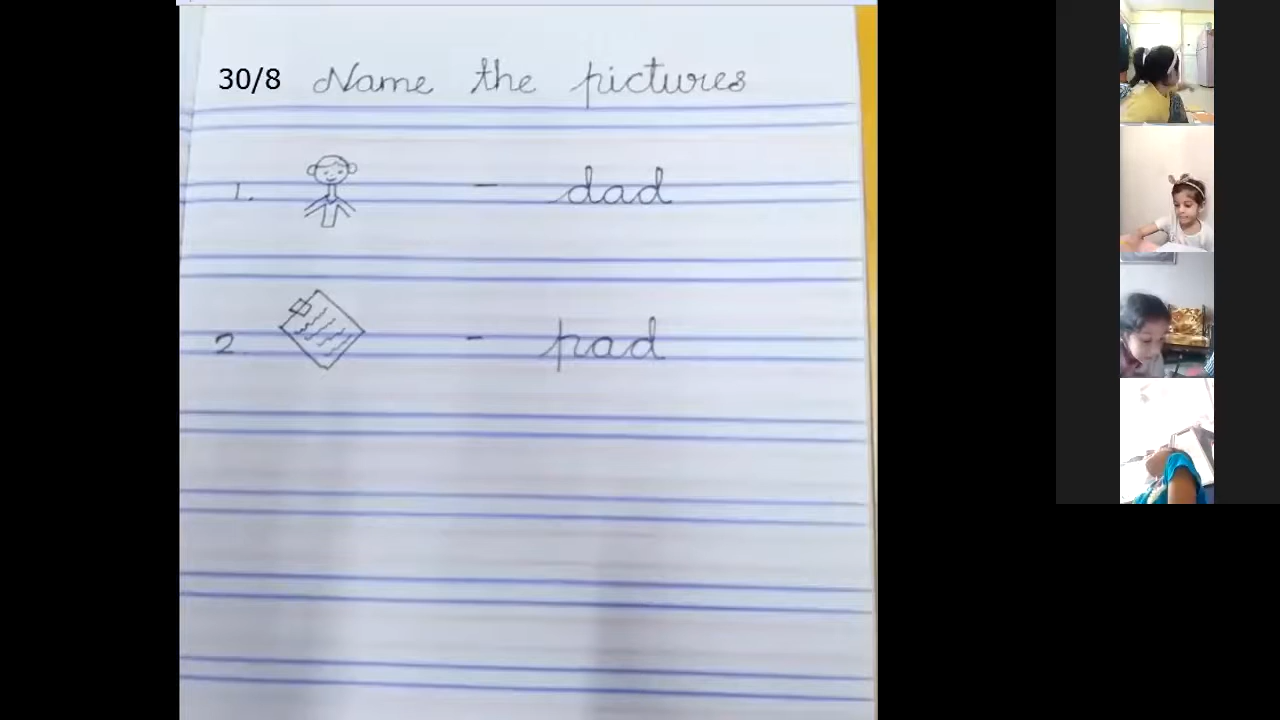 30/8 Name the pictures
1. - dad
2. - pad